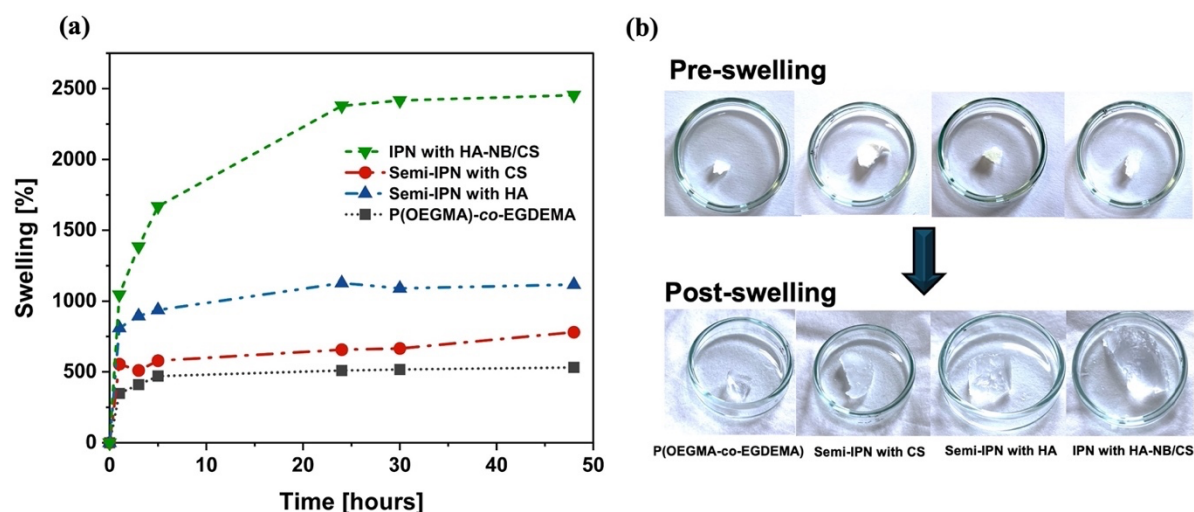 (a)
Swelling [%]
2500
2000
1500
1000
500
0
IPN with HA-NB/CS
Semi-IPN with CS
Semi-IPN with HA
P(OEGMA)-co-EGDEMA
0 10 20 30 40 50
Time [hours]
(b)
Pre-swelling
Post-swelling
P(OEGMA-co-EGDEMA) Semi-IPN with CS Semi-IPN with HA IPN with HA-NB/CS